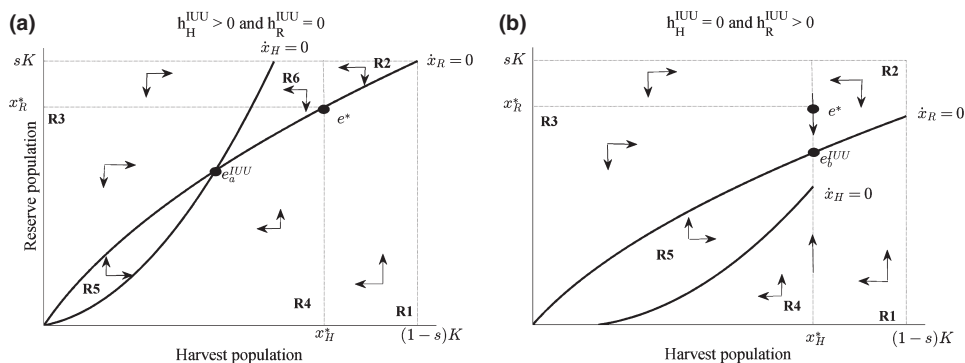 (a)
h_H^IUU > 0 and h_R^IUU = 0
ẋ_H = 0
sK
R2
ẋ_R = 0
R6
x_R^*
e^*
R3
Reserve population
e_a^IUU
R5
R4
R1
x_H^*
(1 − s)K
Harvest population
(b)
h_H^IUU = 0 and h_R^IUU > 0
sK
R2
x_R^*
e^*
R3
ẋ_R = 0
e_b^IUU
ẋ_H = 0
R5
R4
R1
x_H^*
(1 − s)K
Harvest population